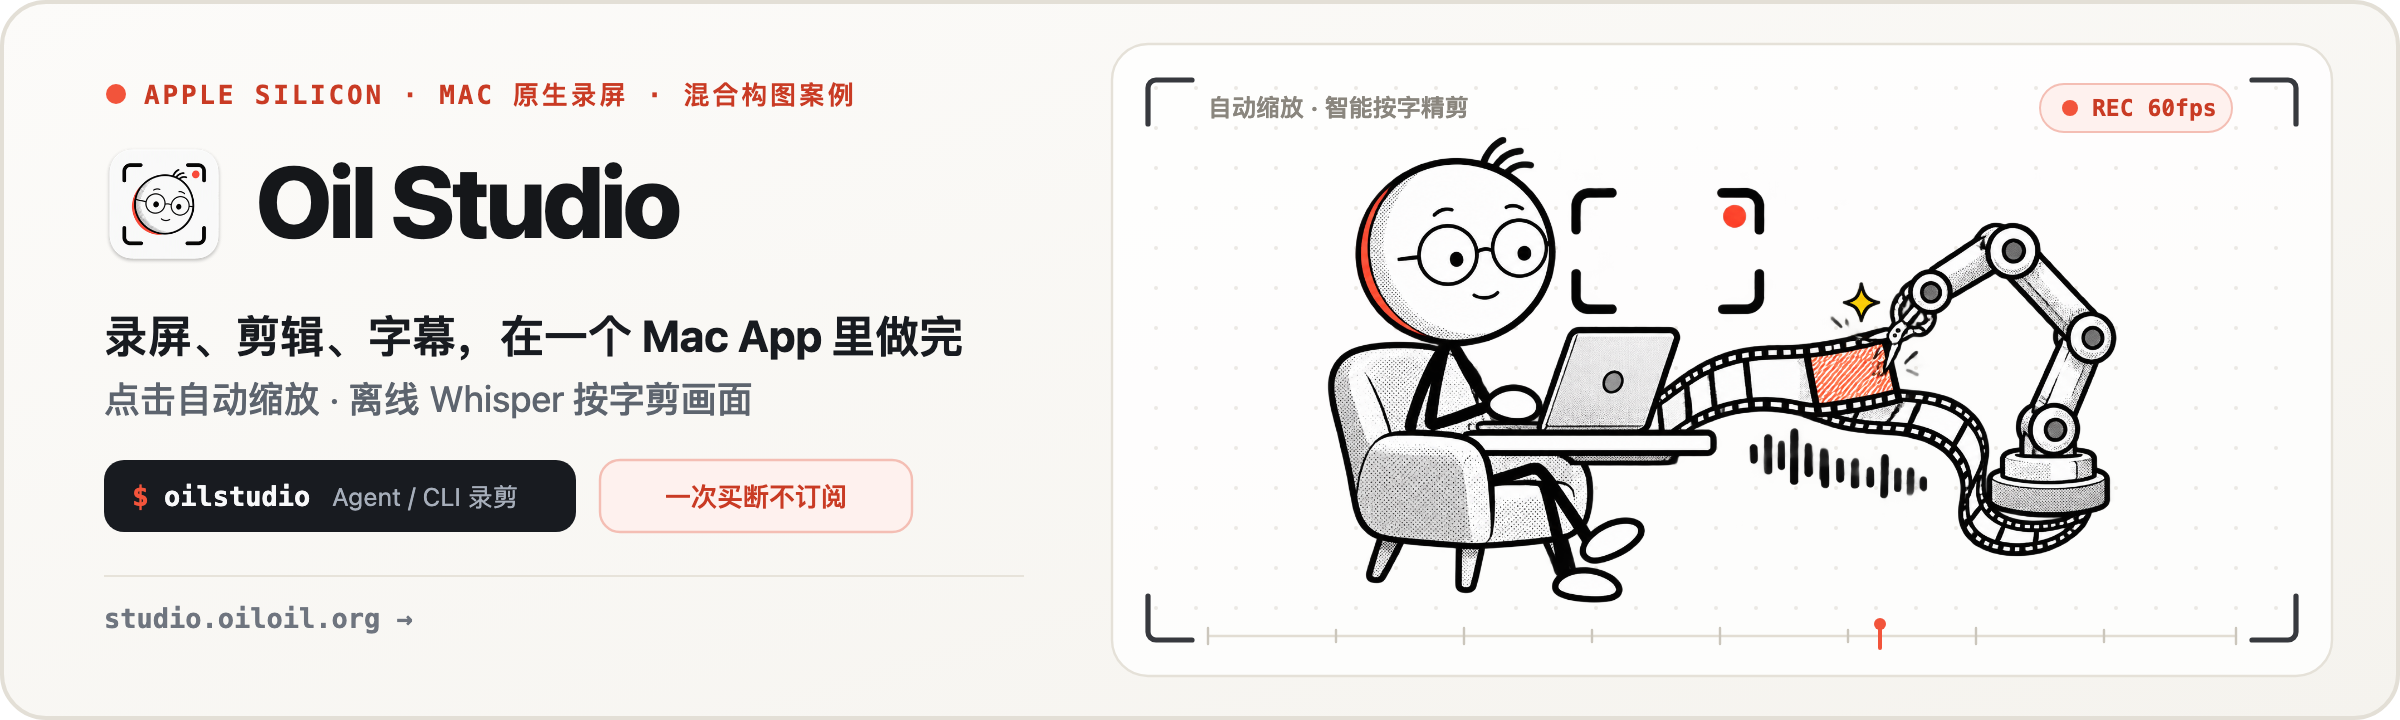 APPLE SILICON · MAC 原生录屏 · 混合构图案例
Oil Studio
录屏、剪辑、字幕，在一个 Mac App 里做完
点击自动缩放 · 离线 Whisper 按字剪画面
$ oilstudio Agent / CLI 录剪
一次买断不订阅
studio.oiloil.org →
自动缩放 · 智能按字精剪
REC 60fps